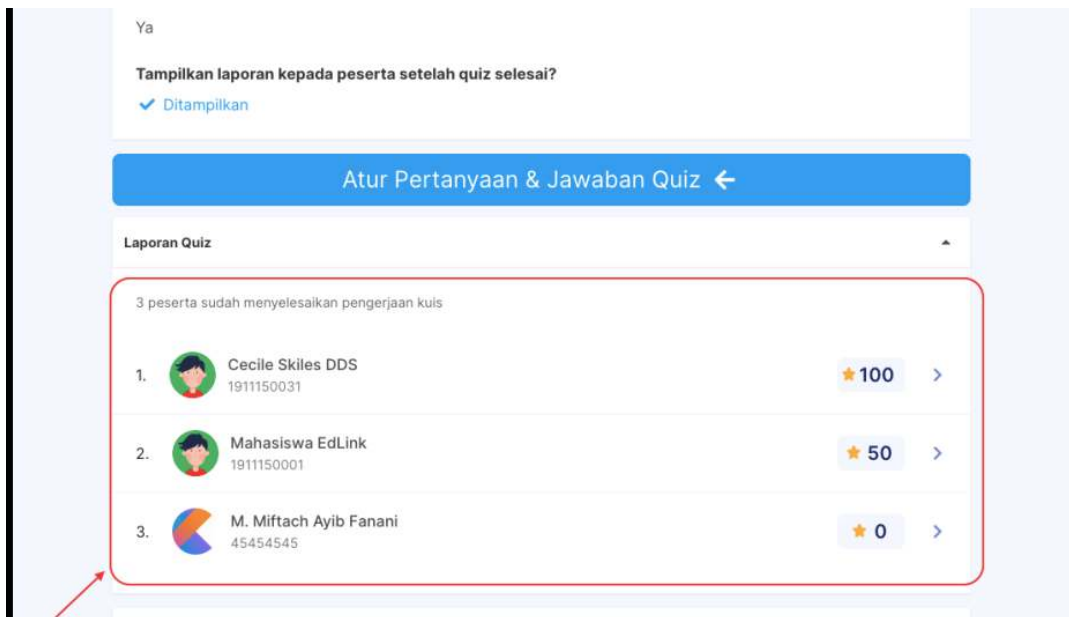 Ya
Tampilkan laporan kepada peserta setelah quiz selesai?
Ditampilkan
Atur Pertanyaan & Jawaban Quiz
Laporan Quiz
3 peserta sudah menyelesaikan pengerjaan kuis
1. Cecile Skiles DDS 100
1911150031
2. Mahasiswa EdLink 50
1911150001
3. M. Miftach Ayib Fanani 0
45454545